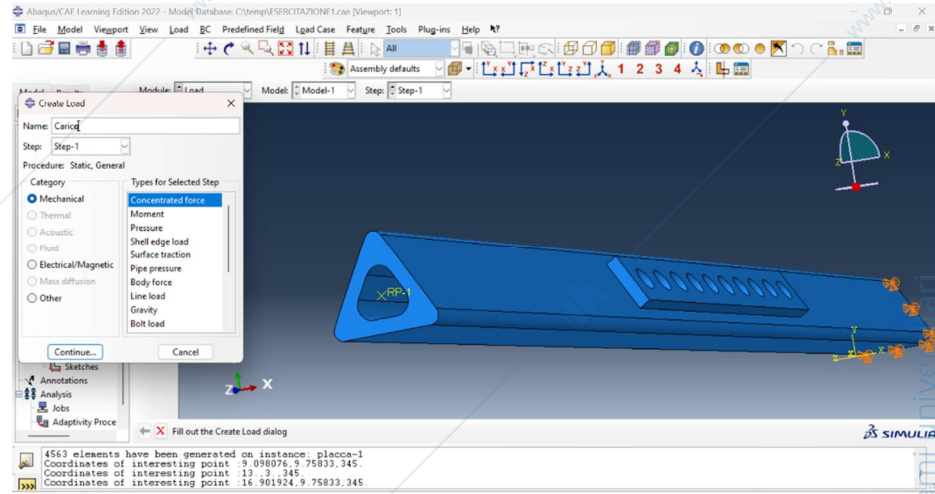 Abaqus/CAE Learning Edition 2022 - Model Database: C:\temp\ESERCITAZIONE1.cae [Viewport: 1]
File Model Viewport View Load BC Predefined Field Load Case Feature Tools Plug-ins Help
All
Assembly defaults
1 2 3 4
Module: Load Model: Model-1 Step: Step-1
Create Load
Name: Carico
Step: Step-1
Procedure: Static, General
Category Types for Selected Step
Mechanical Concentrated force
Thermal Moment
Acoustic Pressure
Fluid Shell edge load
Electrical/Magnetic Surface traction
Mass diffusion Pipe pressure
Other Body force
Line load
Gravity
Bolt load
Continue... Cancel
Sketches
Annotations
Analysis
Jobs
Adaptivity Proce
RP-1
Y
Z X
Y
Z X
Z X
Fill out the Create Load dialog
SIMULIA
4563 elements have been generated on instance: placca-1
Coordinates of interesting point :9.098076,9.75833,345.
Coordinates of interesting point :13.,3.,345.
Coordinates of interesting point :16.901924,9.75833,345.